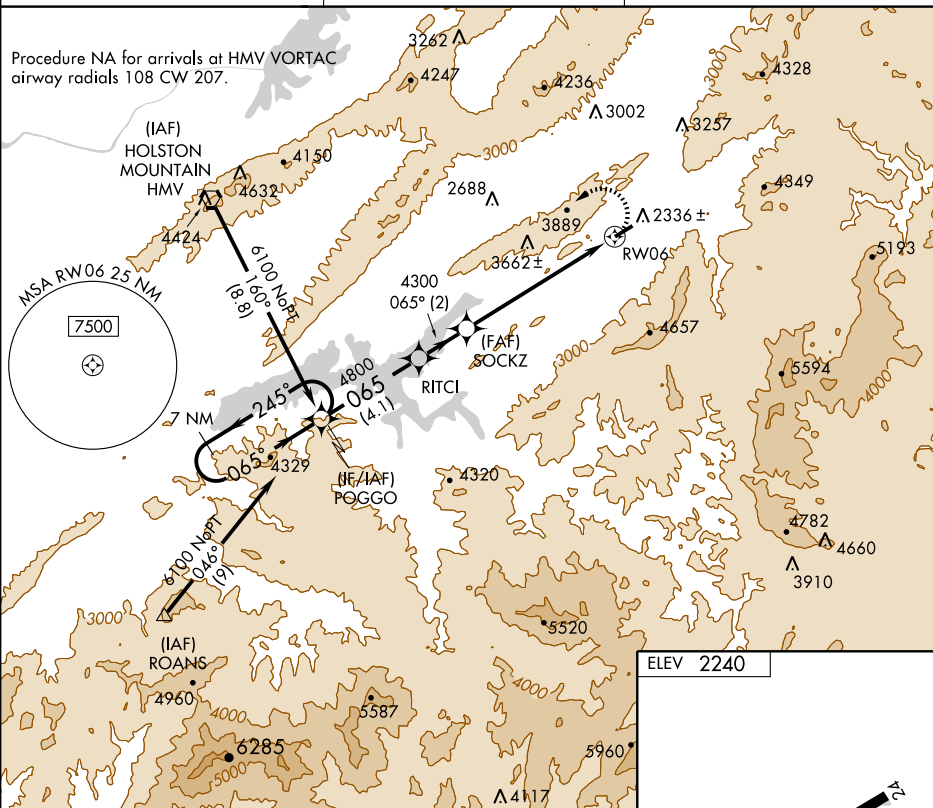 Procedure NA for arrivals at HMV VORTAC
airway radials 108 CW 207.
3262
4247
4236
3002
4328
3257
3000
(IAF)
HOLSTON
MOUNTAIN
HMV
4150
4632
3000
2688
4349
4424
3889
2336 ±
3662 ±
RW06
5193
MSA RW06 25 NM
7500
6100 NoPT
160°
(8.8)
4300
065° (2)
(FAF)
SOCKZ
RITCI
4657
3000
5594
4000
4800
065
(4.1)
245°
7 NM
065°
4329
(IF/IAF)
POGGO
4320
4782
4660
3910
6100 NoPT
046°
(9)
3000
(IAF)
ROANS
5520
4960
4000
5587
4000
6285
5000
5960
4117
ELEV 2240
24